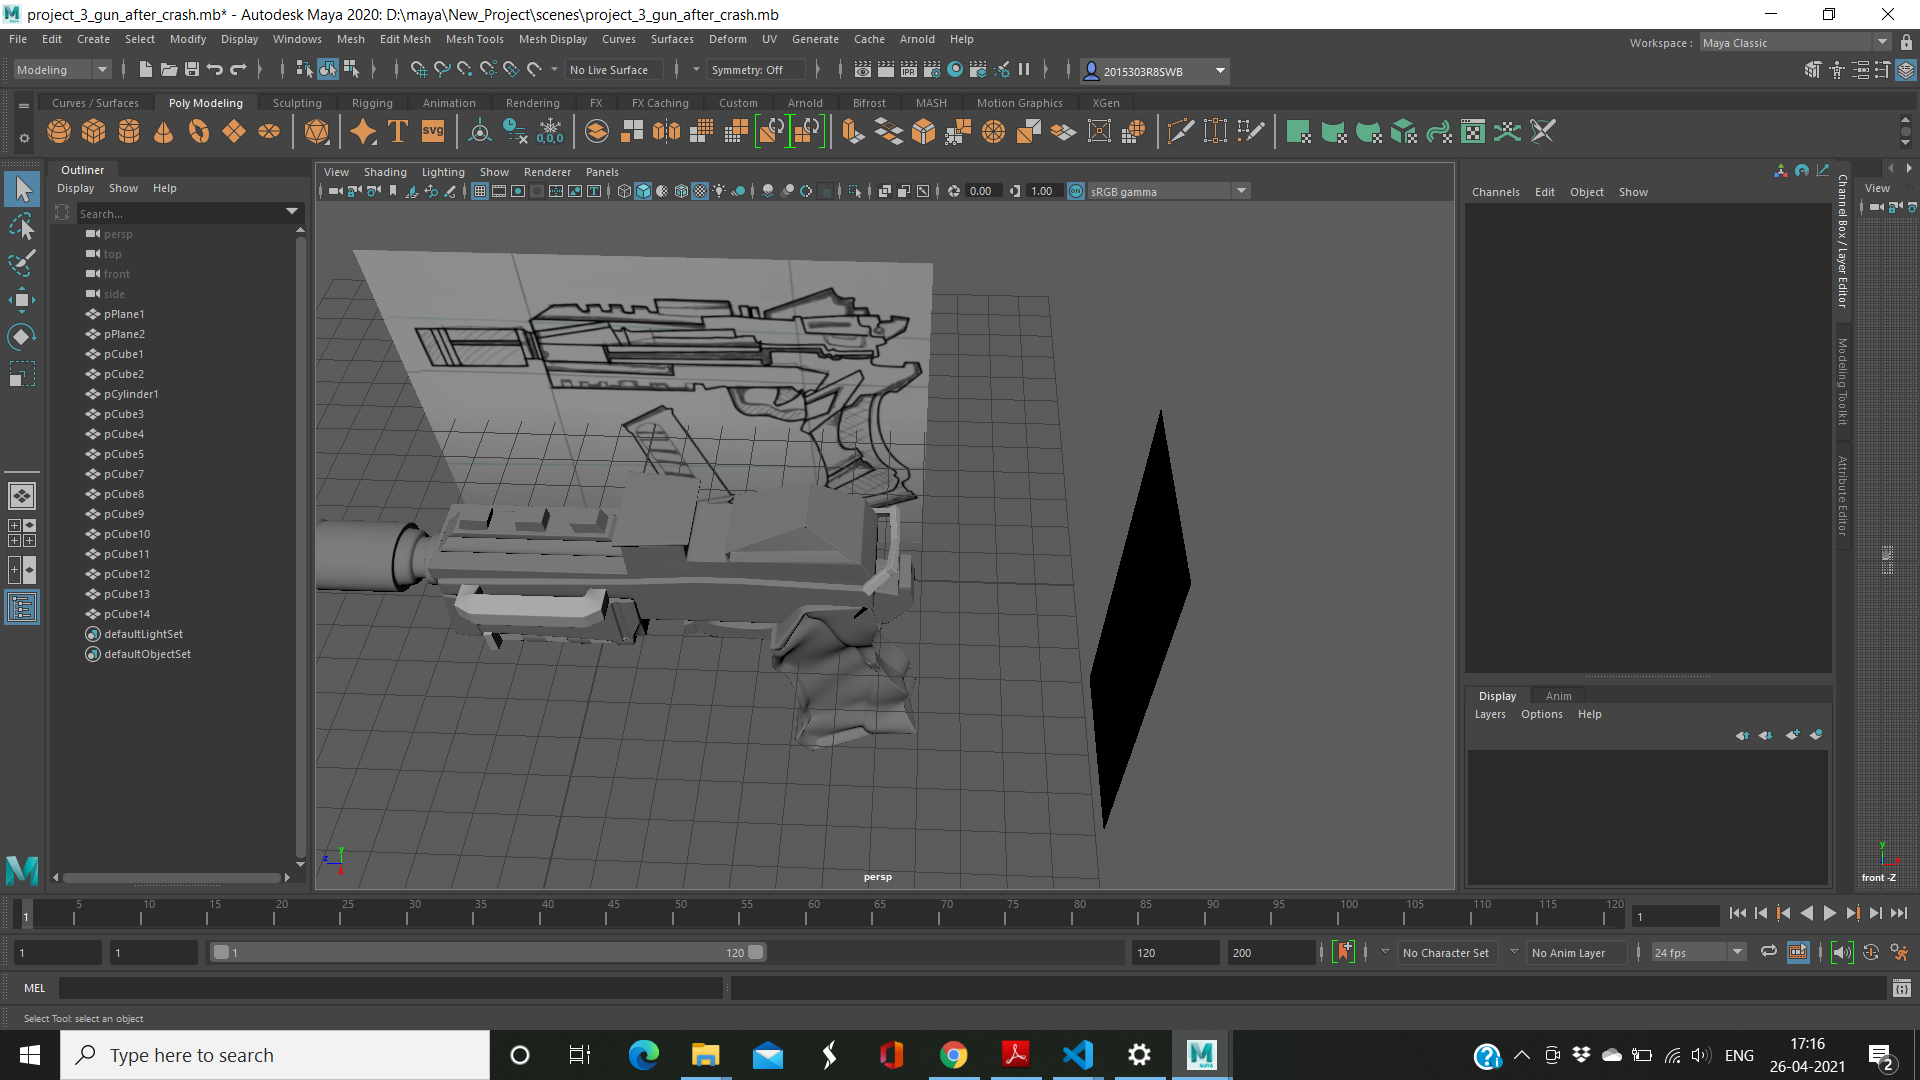 project_3_gun_after_crash.mb* - Autodesk Maya 2020: D:\maya\New_Project\scenes\project_3_gun_after_crash.mb
File Edit Create Select Modify Display Windows Mesh Edit Mesh Mesh Tools Mesh Display Curves Surfaces Deform UV Generate Cache Arnold Help
Workspace : Maya Classic
Modeling No Live Surface Symmetry: Off 2015303R8SWB
Curves / Surfaces Poly Modeling Sculpting Rigging Animation Rendering FX FX Caching Custom Arnold Bifrost MASH Motion Graphics XGen
T svg 0,0,0 IPR
Outliner
Display Show Help
Search...
persp
top
front
side
pPlane1
pPlane2
pCube1
pCube2
pCylinder1
pCube3
pCube4
pCube5
pCube7
pCube8
pCube9
pCube10
pCube11
pCube12
pCube13
pCube14
defaultLightSet
defaultObjectSet
View Shading Lighting Show Renderer Panels
0.00 1.00 ON sRGB gamma
y
z
x
persp
Channels Edit Object Show
Channel Box / Layer Editor
Modeling Toolkit
Attribute Editor
Display Anim
Layers Options Help
View
y
front -Z
1 5 10 15 20 25 30 35 40 45 50 55 60 65 70 75 80 85 90 95 100 105 110 115 120 1
1 1 1 120 120 200 No Character Set No Anim Layer 24 fps
MEL
Select Tool: select an object
Type here to search
MAYA
ENG
17:16
26-04-2021
2